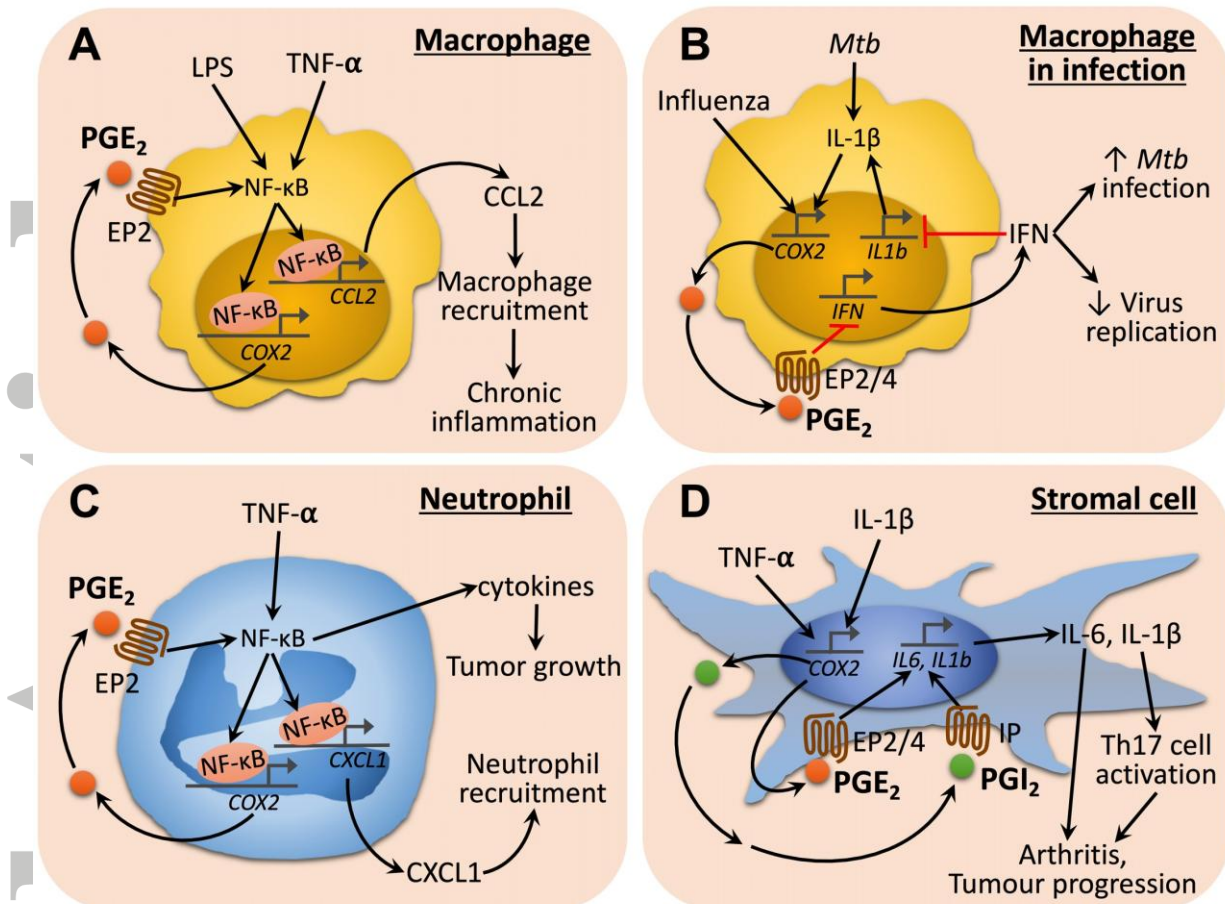 A
Macrophage
LPS
TNF-α
PGE₂
EP2
NF-κB
NF-κB
CCL2
NF-κB
COX2
CCL2
Macrophage
recruitment
Chronic
inflammation
B
Macrophage
in infection
Mtb
Influenza
IL-1β
COX2
IL1b
IFN
IFN
↑ Mtb
infection
↓ Virus
replication
EP2/4
PGE₂
C
Neutrophil
TNF-α
PGE₂
EP2
NF-κB
cytokines
Tumor growth
NF-κB
CXCL1
NF-κB
COX2
Neutrophil
recruitment
CXCL1
D
Stromal cell
IL-1β
TNF-α
COX2
IL6, IL1b
IL-6, IL-1β
EP2/4
PGE₂
IP
PGI₂
Th17 cell
activation
Arthritis,
Tumour progression